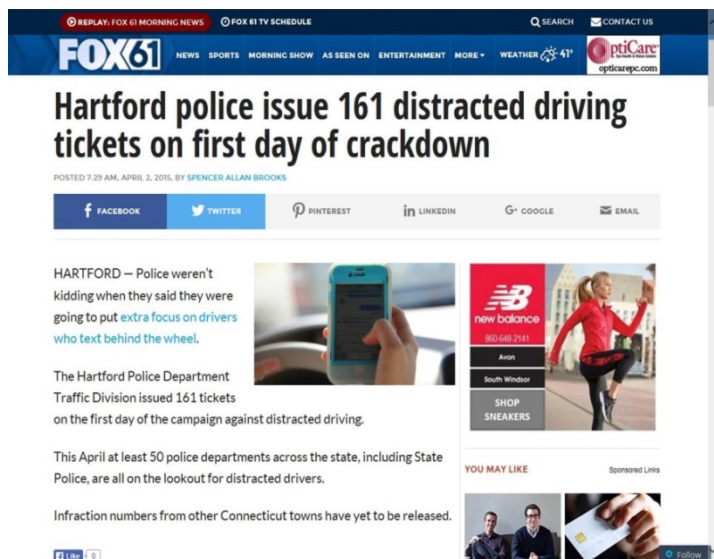 REPLAY: FOX 61 MORNING NEWS
FOX 61 TV SCHEDULE
SEARCH
CONTACT US
FOX61
NEWS SPORTS MORNING SHOW AS SEEN ON ENTERTAINMENT MORE
WEATHER 41°
OptiCare
opticarepc.com
Hartford police issue 161 distracted driving
tickets on first day of crackdown
POSTED 7:29 AM, APRIL 2, 2015, BY SPENCER ALLAN BROOKS
FACEBOOK
TWITTER
PINTEREST
in LINKEDIN
G+ GOOGLE
EMAIL
HARTFORD — Police weren't
kidding when they said they were
going to put extra focus on drivers
who text behind the wheel.
The Hartford Police Department
Traffic Division issued 161 tickets
on the first day of the campaign against distracted driving.
This April at least 50 police departments across the state, including State
Police, are all on the lookout for distracted drivers.
Infraction numbers from other Connecticut towns have yet to be released.
Like 0
NB
new balance
860-648-2141
Avon
South Windsor
SHOP
SNEAKERS
YOU MAY LIKE
Sponsored Links
Follow